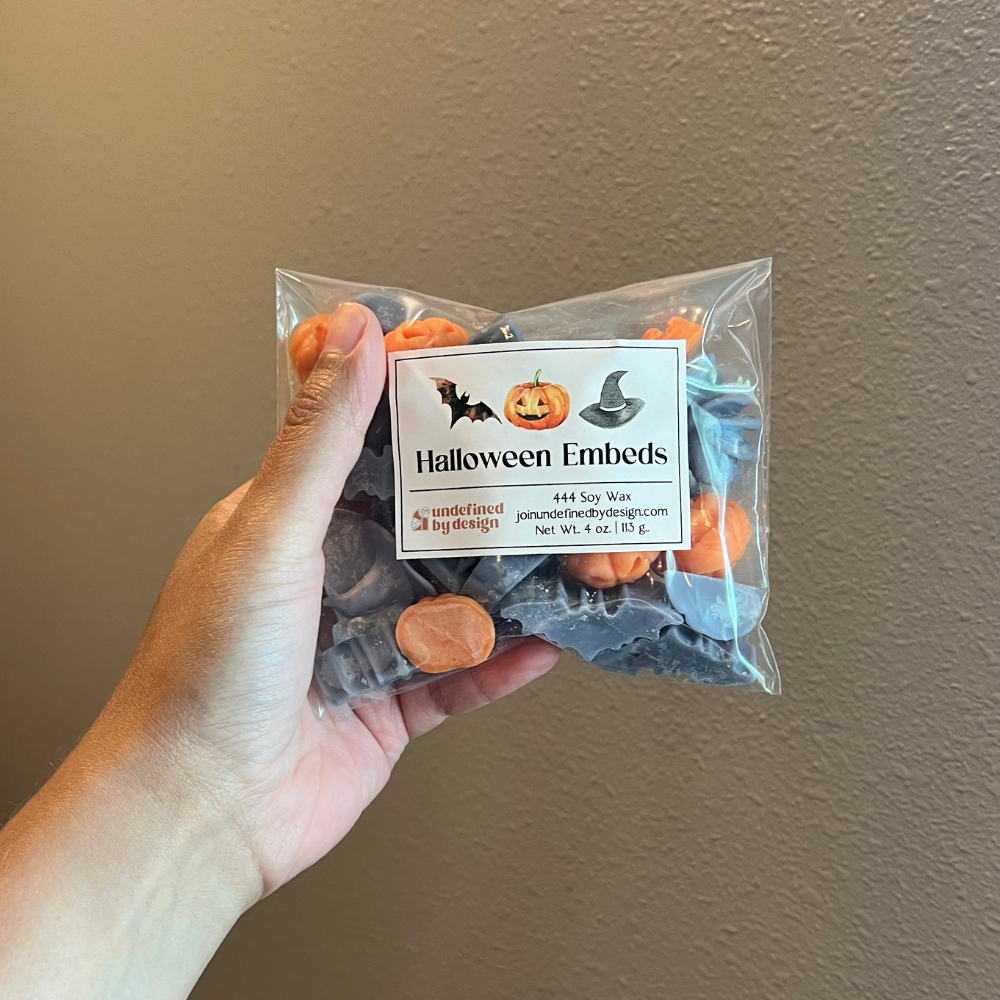 Halloween Embeds
undefined
by design
444 Soy Wax
joinundefinedbydesign.com
Net Wt. 4 oz. | 113 g..